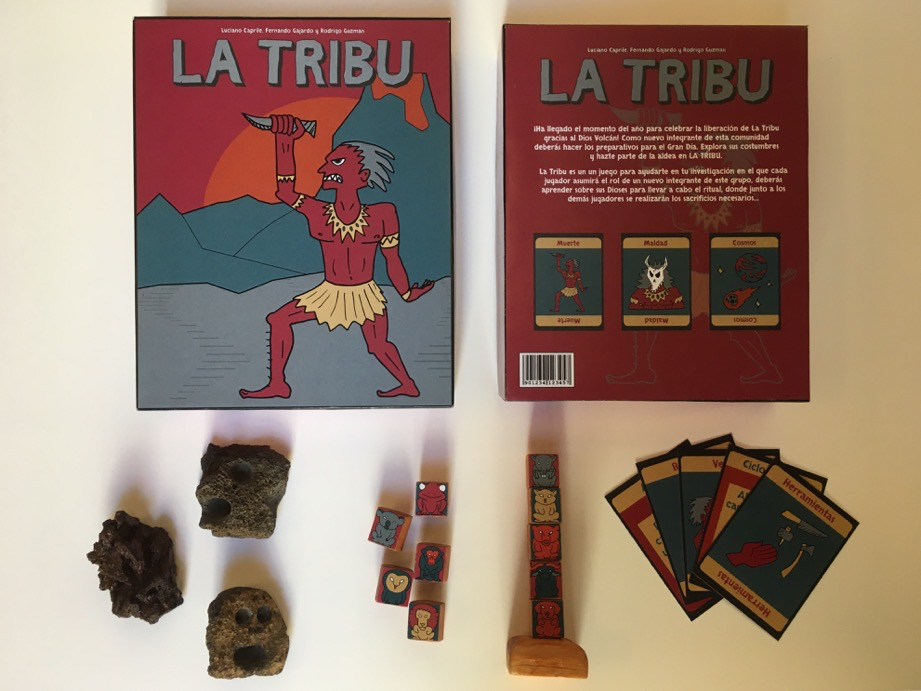 Luciano Caprile, Fernando Gajardo y Rodrigo Guzmán
LA TRIBU
Luciano Caprile, Fernando Gajardo y Rodrigo Guzmán
LA TRIBU
¡Ha llegado el momento del año para celebrar la liberación de La Tribu
gracias al Dios Volcán! Como nuevo integrante de esta comunidad
deberás hacer los preparativos para el Gran Día. Explora sus costumbres
y hazte parte de la aldea en LA TRIBU.
La Tribu es un un juego para ayudarte en tu investigación en el que cada
jugador asumirá el rol de un nuevo integrante de este grupo, deberás
aprender sobre sus Dioses para llevar a cabo el ritual, donde junto a los
demás jugadores se realizarán los sacrificios necesarios...
Muerte
Maldad
Cosmos
Muerte
Maldad
Cosmos
901234 123457
B
Ve
Ciclo
Herramientas
Herramientas